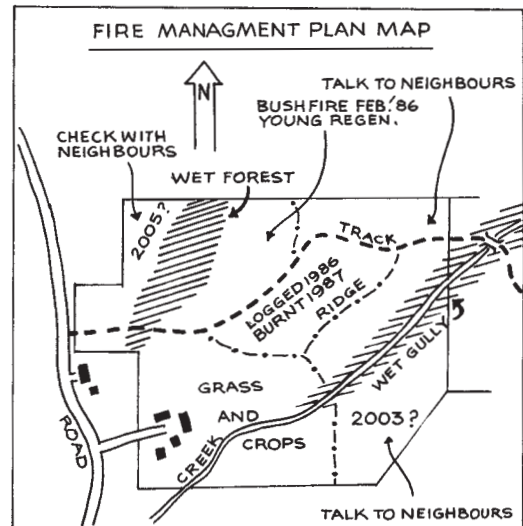 FIRE MANAGMENT PLAN MAP
N
TALK TO NEIGHBOURS
BUSHFIRE FEB.'86
YOUNG REGEN.
CHECK WITH
NEIGHBOURS
WET FOREST
2005?
TRACK
LOGGED 1986
BURNT 1987
RIDGE
WET GULLY
GRASS
AND
CROPS
2003?
ROAD
CREEK
TALK TO NEIGHBOURS